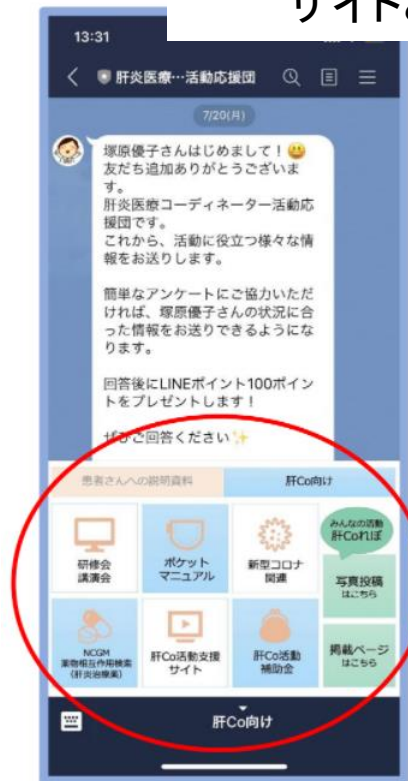 13:31
肝炎医療…活動応援団
7/20(月)
塚原優子さんはじめまして！😃
友だち追加ありがとうございま
す。
肝炎医療コーディネーター活動応
援団です。
これから、活動に役立つ様々な情
報をお送りします。
簡単なアンケートにご協力いただ
ければ、塚原優子さんの状況に合
った情報をお送りできるようにな
ります。
回答後にLINEポイント100ポイン
トをプレゼントします！
ぜひご回答ください✨
患者さんへの説明資料
肝Co向け
研修会
講演会
ポケット
マニュアル
新型コロナ
関連
みんなの活動
肝Coれぽ
写真投稿
はこちら
NCGM
薬物相互作用検索
(肝炎治療薬)
肝Co活動支援
サイト
肝Co活動
補助金
掲載ページ
はこちら
肝Co向け